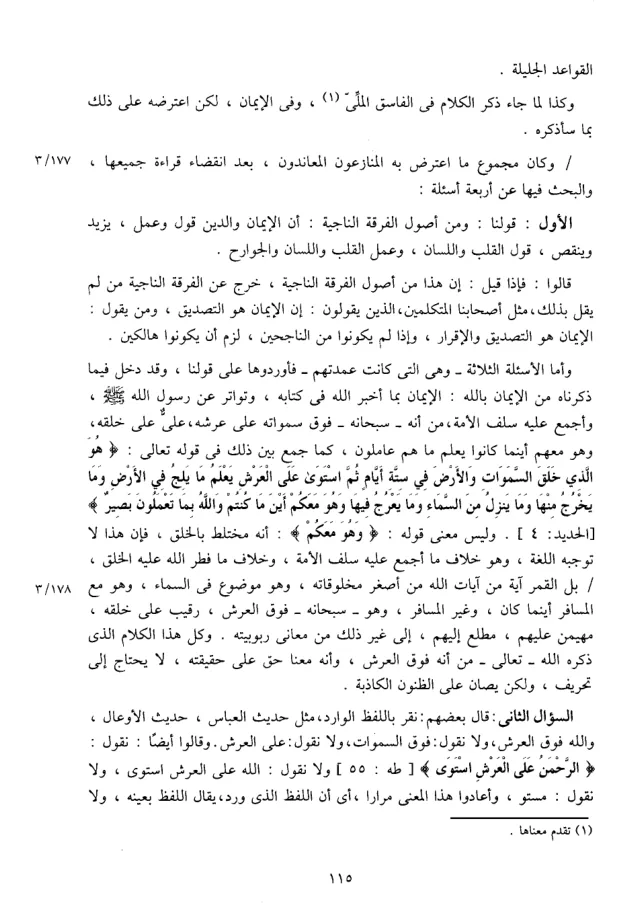 القواعد الجليلة .
وكذا لما جاء ذكر الكلام فى الفاسق الملِّىّ (١) ، وفى الإيمان ، لكن اعترضه على ذلك
بما سأذكره .
/ وكان مجموع ما اعترض به المنازعون المعاندون ، بعد انقضاء قراءة جميعها ، ٣/١٧٧
والبحث فيها عن أربعة أسئلة :
الأول : قولنا : ومن أصول الفرقة الناجية : أن الإيمان والدين قول وعمل ، يزيد
وينقص ، قول القلب واللسان ، وعمل القلب واللسان والجوارح .
قالوا : فإذا قيل : إن هذا من أصول الفرقة الناجية ، خرج عن الفرقة الناجية من لم
يقل بذلك،مثل أصحابنا المتكلمين،الذين يقولون : إن الإيمان هو التصديق ، ومن يقول :
الإيمان هو التصديق والإقرار ، وإذا لم يكونوا من الناجحين ، لزم أن يكونوا هالكين .
وأما الأسئلة الثلاثة ـ وهى التى كانت عمدتهم ـ فأوردوها على قولنا ، وقد دخل فيما
ذكرناه من الإيمان بالله : الإيمان بما أخبر الله فى كتابه ، وتواتر عن رسول الله ﷺ ،
وأجمع عليه سلف الأمة،من أنه ـ سبحانه ـ فوق سمواته على عرشه،علىٌّ على خلقه،
وهو معهم أينما كانوا يعلم ما هم عاملون ، كما جمع بين ذلك فى قوله تعالى : ﴿ هُوَ
الَّذِي خَلَقَ السَّمَوَاتِ وَالأَرْضَ فِي سِتَّةِ أَيَّامٍ ثُمَّ اسْتَوَىٰ عَلَى الْعَرْشِ يَعْلَمُ مَا يَلِجُ فِي الأَرْضِ وَمَا
يَخْرُجُ مِنْهَا وَمَا يَنزِلُ مِنَ السَّمَاءِ وَمَا يَعْرُجُ فِيهَا وَهُوَ مَعَكُمْ أَيْنَ مَا كُنتُمْ وَاللَّهُ بِمَا تَعْمَلُونَ بَصِيرٌ ﴾
[الحديد: ٤ ] . وليس معنى قوله : ﴿ وَهُوَ مَعَكُمْ ﴾ : أنه مختلط بالخلق ، فإن هذا لا
توجبه اللغة ، وهو خلاف ما أجمع عليه سلف الأمة ، وخلاف ما فطر الله عليه الخلق ،
/ بل القمر آية من آيات الله من أصغر مخلوقاته ، وهو موضوع فى السماء ، وهو مع ٣/١٧٨
المسافر أينما كان ، وغير المسافر ، وهو ـ سبحانه ـ فوق العرش ، رقيب على خلقه ،
مهيمن عليهم ، مطلع إليهم ، إلى غير ذلك من معانى ربوبيته . وكل هذا الكلام الذى
ذكره الله ـ تعالى ـ من أنه فوق العرش ، وأنه معنا حق على حقيقته ، لا يحتاج إلى
تحريف ، ولكن يصان على الظنون الكاذبة .
السؤال الثانى:قال بعضهم:نقر باللفظ الوارد،مثل حديث العباس ، حديث الأوعال ،
والله فوق العرش،ولا نقول:فوق السموات،ولا نقول:على العرش.وقالوا أيضًا : نقول :
﴿ الرَّحْمَنُ عَلَى الْعَرْشِ اسْتَوَى ﴾ [ طه : ٥٥ ] ولا نقول : الله على العرش استوى ، ولا
نقول : مستو ، وأعادوا هذا المعنى مرارا ،أى أن اللفظ الذى ورد،يقال اللفظ بعينه ، ولا
(١) تقدم معناها .
١١٥